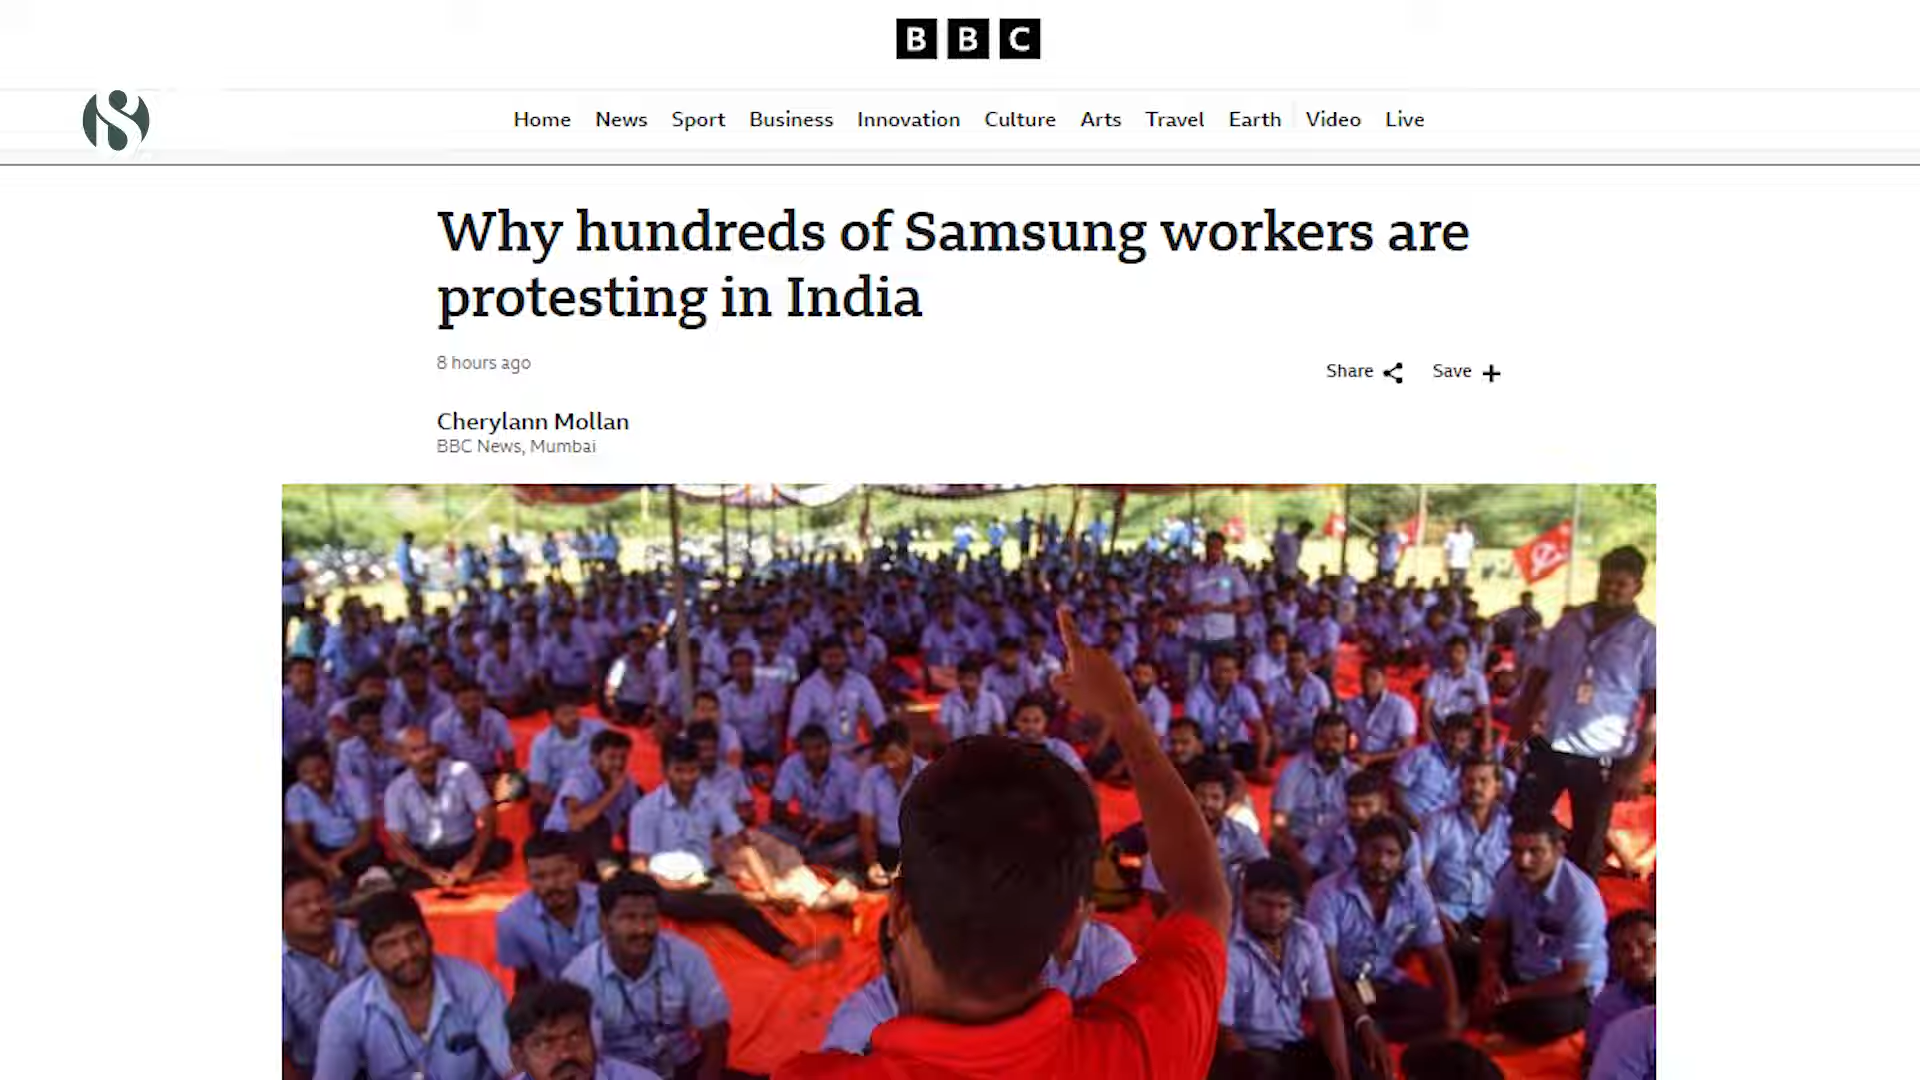 BBC
Home News Sport Business Innovation Culture Arts Travel Earth Video Live
Why hundreds of Samsung workers are
protesting in India
8 hours ago
Share Save
Cherylann Mollan
BBC News, Mumbai